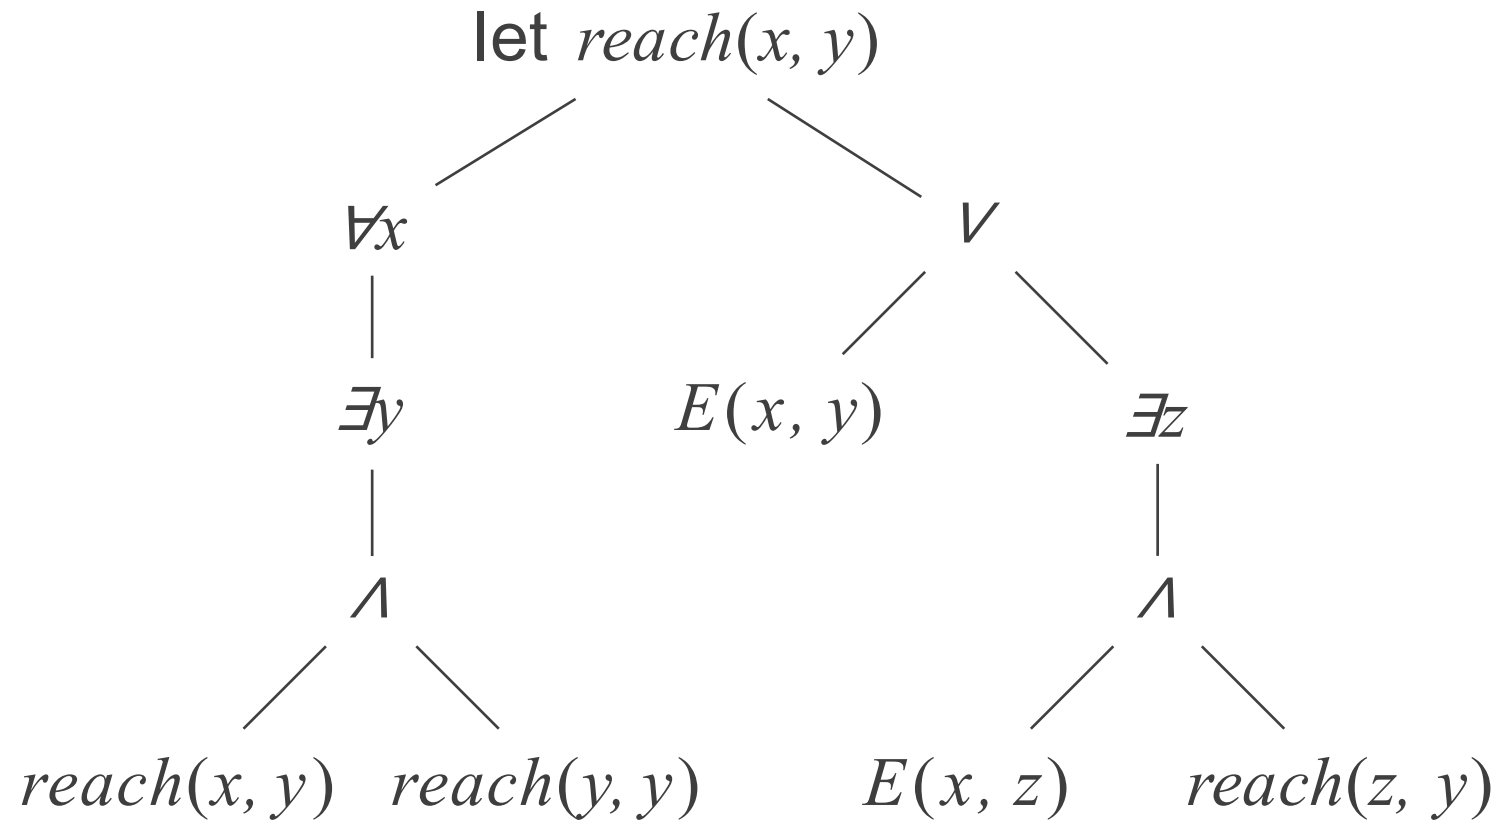 let reach(x, y)
∀x ∨
∃y E(x, y) ∃z
∧ ∧
reach(x, y) reach(y, y) E(x, z) reach(z, y)